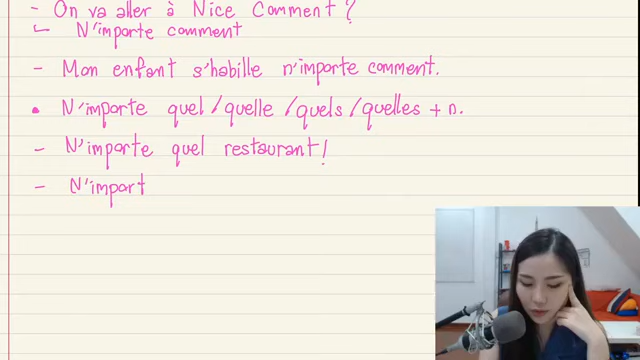 - On va aller à Nice Comment ?
N'importe comment
- Mon enfant s'habille n'importe comment.
• N'importe quel/quelle/quels/quelles + n.
- N'importe quel restaurant!
- N'import